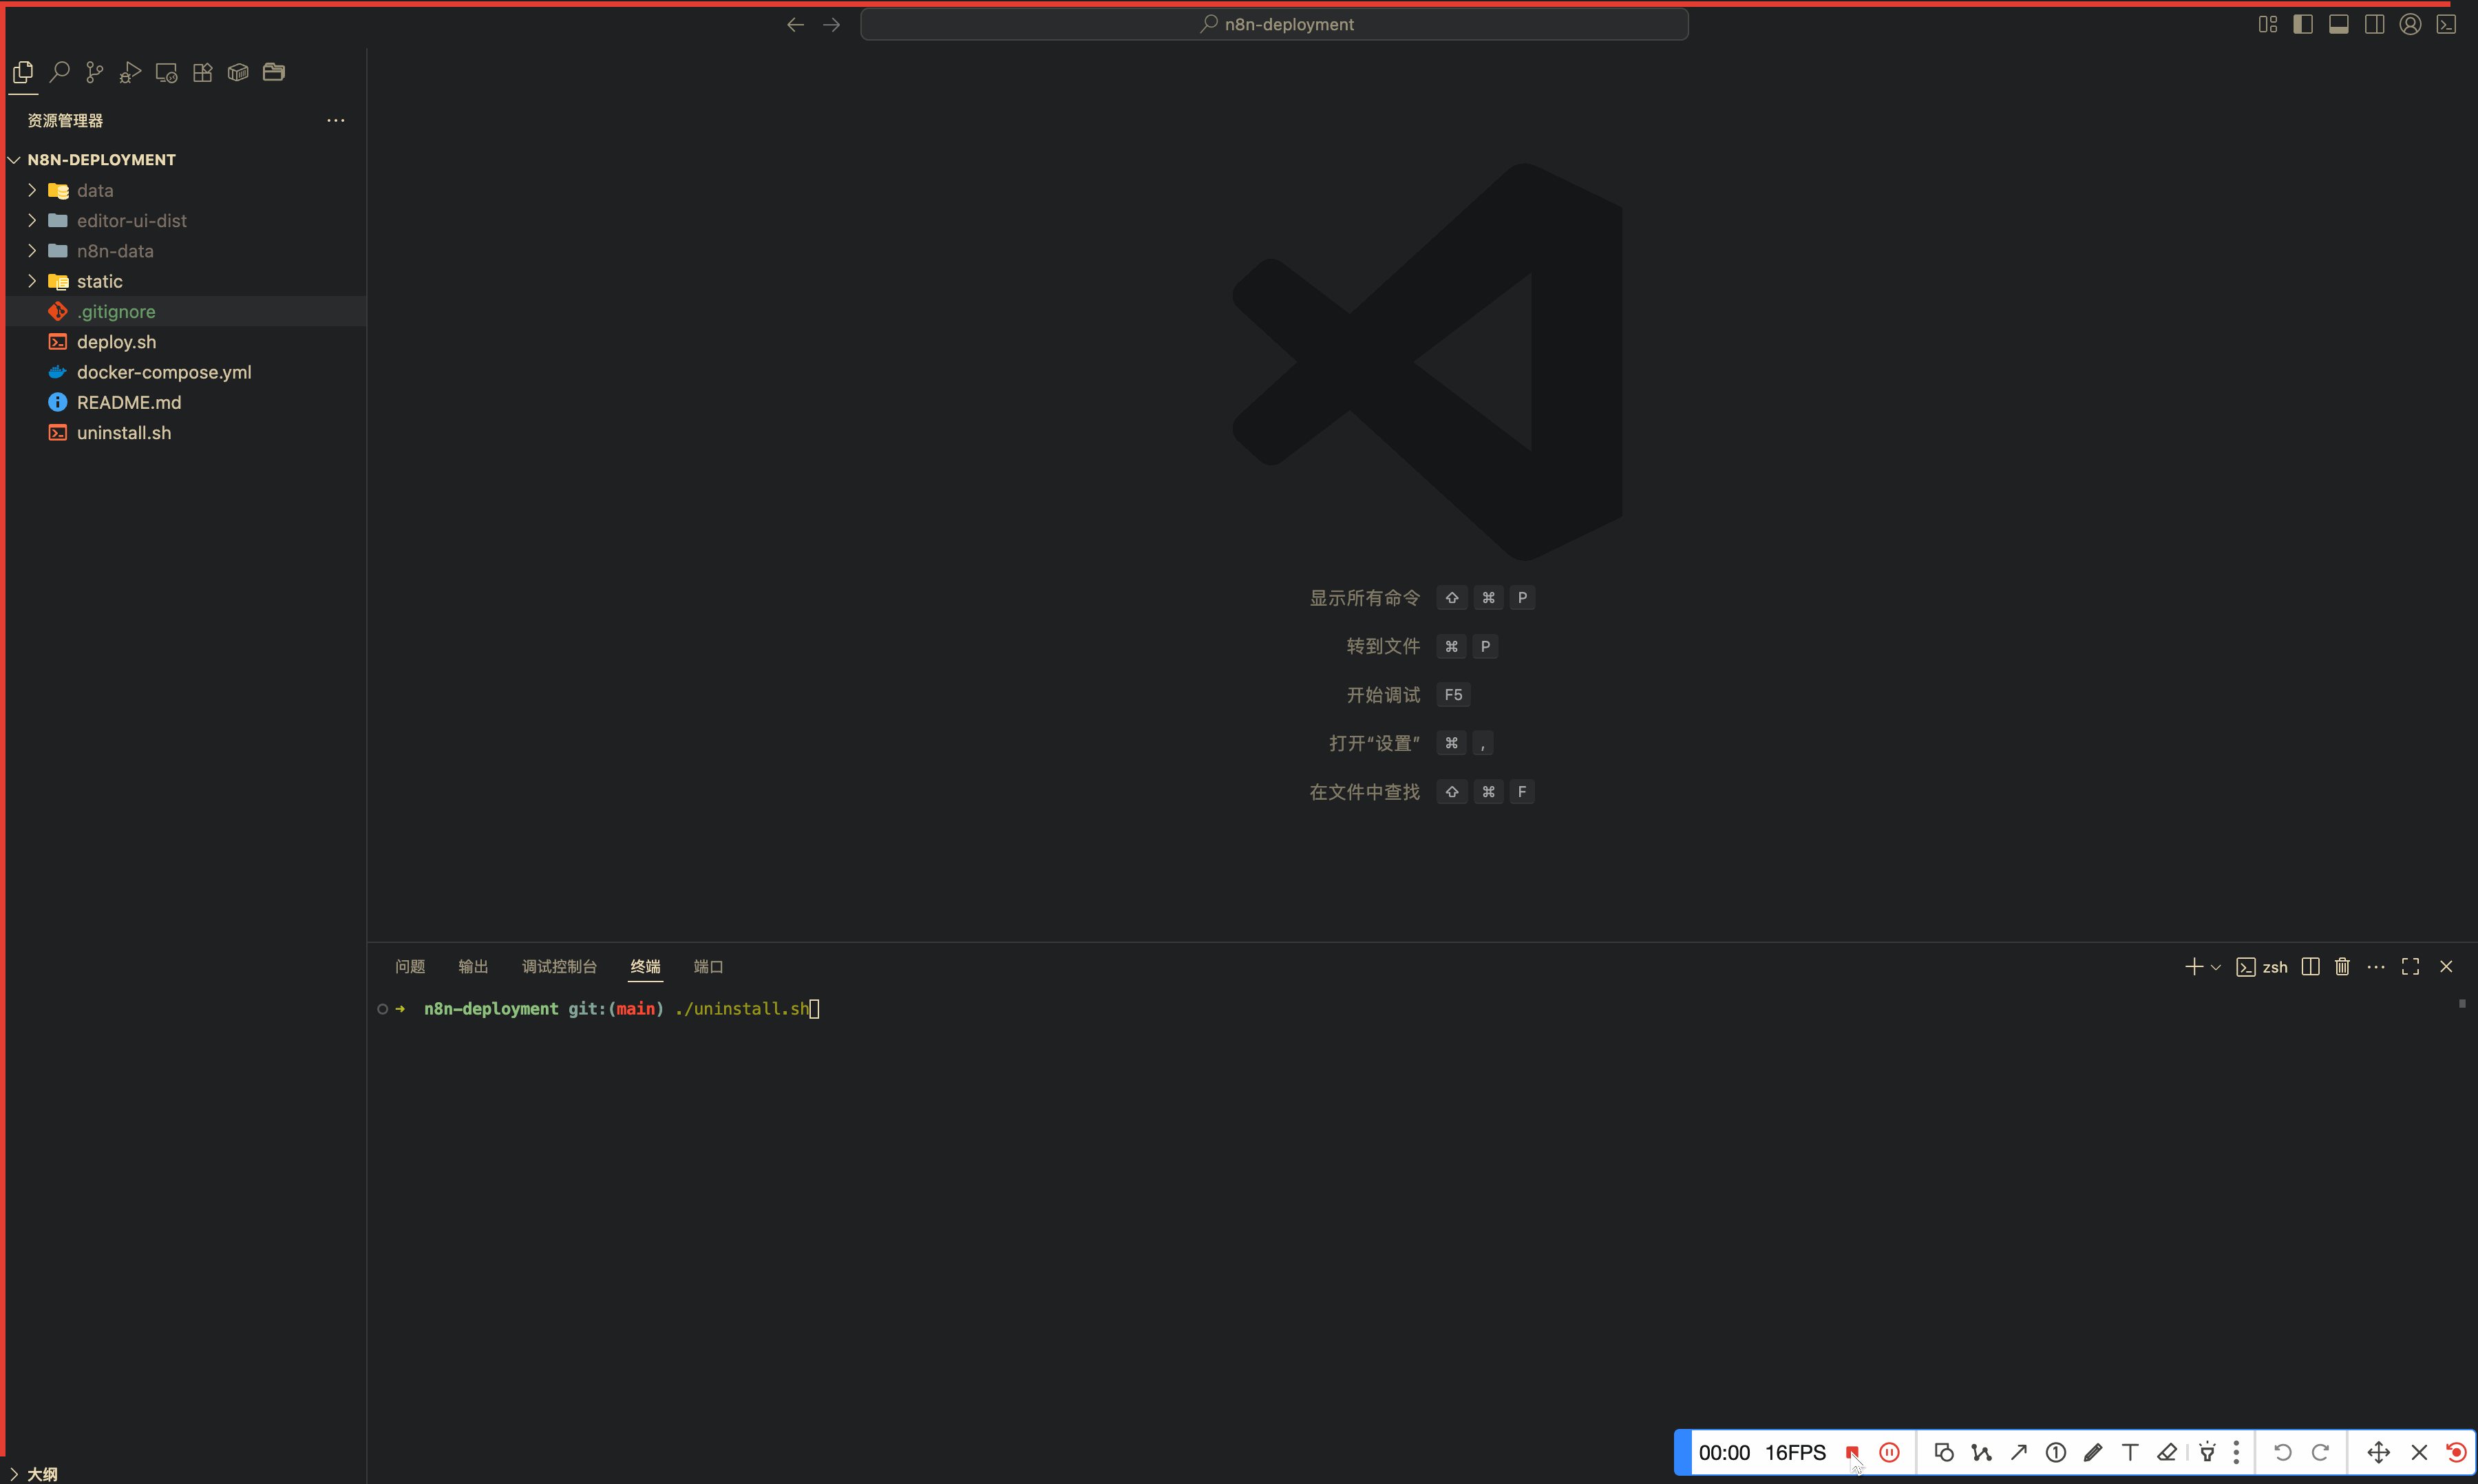 n8n-deployment
资源管理器
N8N-DEPLOYMENT
data
editor-ui-dist
n8n-data
static
.gitignore
deploy.sh
docker-compose.yml
README.md
uninstall.sh
显示所有命令 ⇧ ⌘ P
转到文件 ⌘ P
开始调试 F5
打开“设置” ⌘ ,
在文件中查找 ⇧ ⌘ F
问题 输出 调试控制台 终端 端口 zsh
➜ n8n-deployment git:(main) ./uninstall.sh
00:00 16FPS
大纲